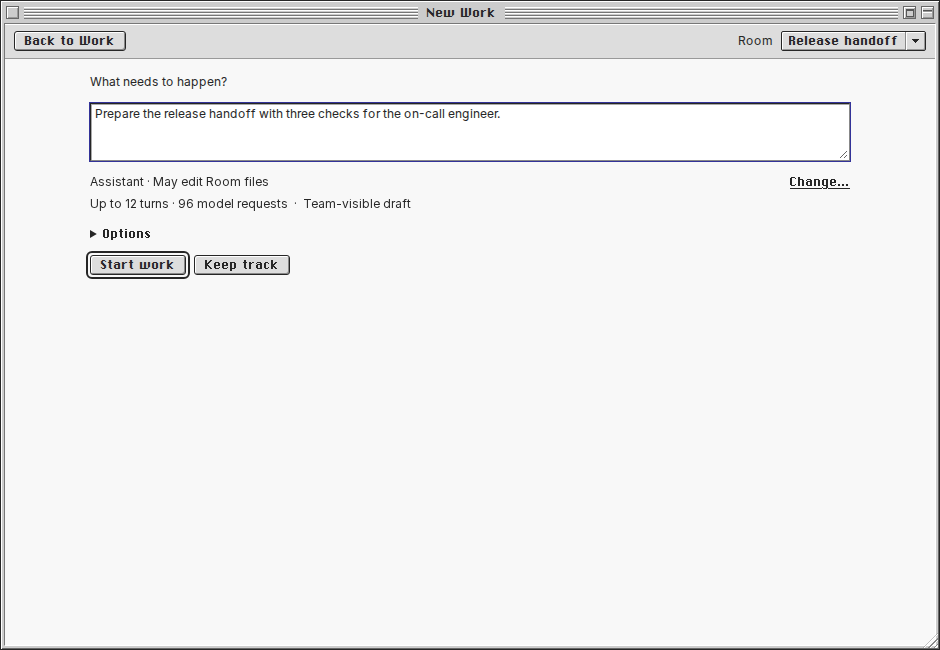 New Work
Back to Work
Room Release handoff
What needs to happen?
Prepare the release handoff with three checks for the on-call engineer.
Assistant · May edit Room files
Change...
Up to 12 turns · 96 model requests · Team-visible draft
Options
Start work
Keep track